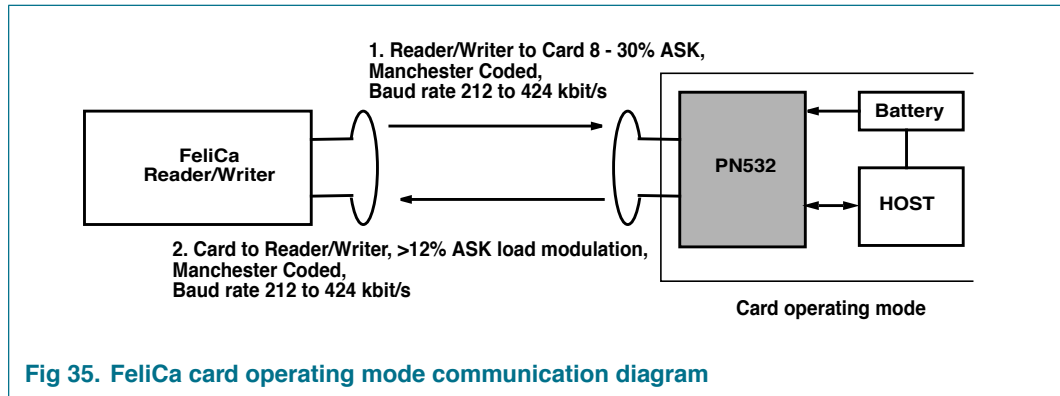 1. Reader/Writer to Card 8 - 30% ASK,
Manchester Coded,
Baud rate 212 to 424 kbit/s
FeliCa
Reader/Writer
PN532
Battery
HOST
2. Card to Reader/Writer, >12% ASK load modulation,
Manchester Coded,
Baud rate 212 to 424 kbit/s
Card operating mode
Fig 35. FeliCa card operating mode communication diagram